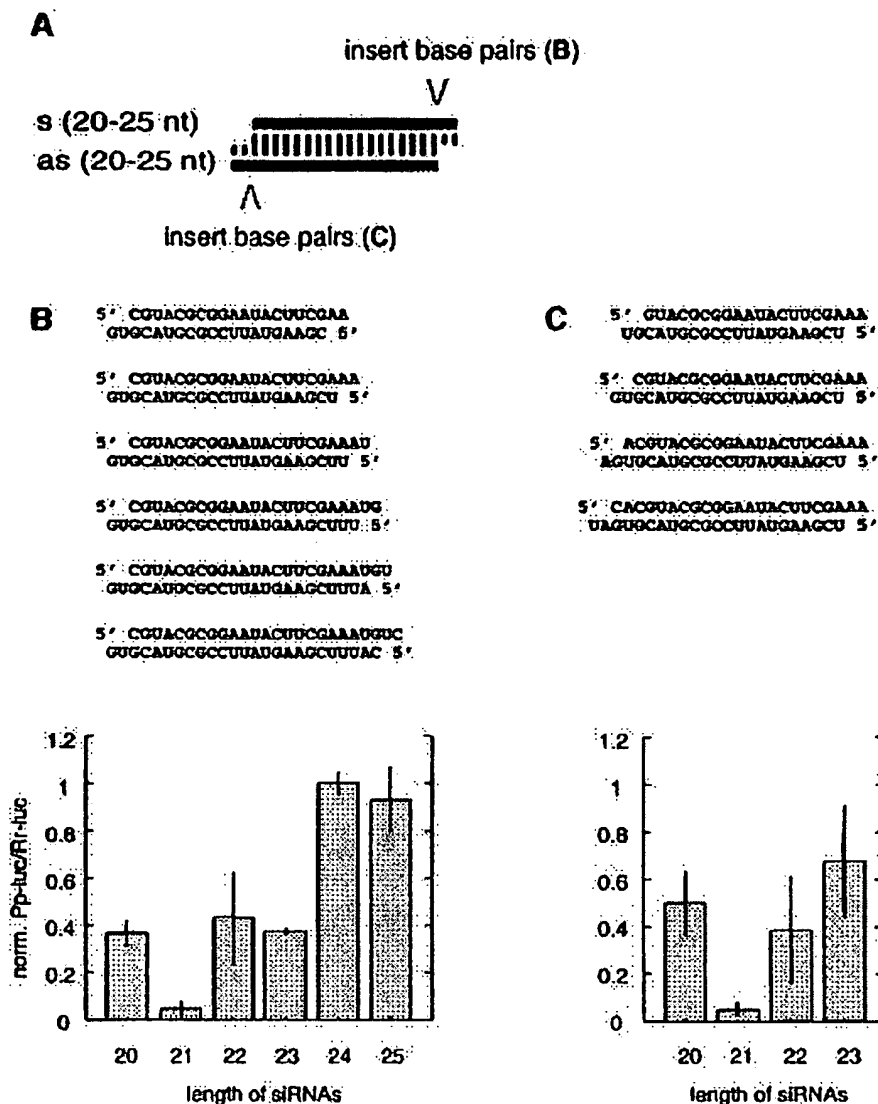 A
insert base pairs (B)
s (20-25 nt)
as (20-25 nt)
insert base pairs (C)
B
5' CGUACGCGGAAUACUUCGAA
GUGCAUGCGCCUUAUGAAGC 5'
5' CGUACGCGGAAUACUUCGAAA
GUGCAUGCGCCUUAUGAAGCU 5'
5' CGUACGCGGAAUACUUCGAAAU
GUGCAUGCGCCUUAUGAAGCUU 5'
5' CGUACGCGGAAUACUUCGAAAUG
GUGCAUGCGCCUUAUGAAGCUUU 5'
5' CGUACGCGGAAUACUUCGAAAUGU
GUGCAUGCGCCUUAUGAAGCUUUA 5'
5' CGUACGCGGAAUACUUCGAAAUGUC
GUGCAUGCGCCUUAUGAAGCUUUAC 5'
C
5' GUACGCGGAAUACUUCGAAA
UGCAUGCGCCUUAUGAAGCU 5'
5' CGUACGCGGAAUACUUCGAAA
GUGCAUGCGCCUUAUGAAGCU 5'
5' ACGUACGCGGAAUACUUCGAAA
AGUGCAUGCGCCUUAUGAAGCU 5'
5' CACGUACGCGGAAUACUUCGAAA
UAGUGCAUGCGCCUUAUGAAGCU 5'
norm. Pp-luc/Rr-luc
1.2
1
0.8
0.6
0.4
0.2
0
20 21 22 23 24 25
length of siRNAs
1.2
1
0.8
0.6
0.4
0.2
0
20 21 22 23
length of siRNAs